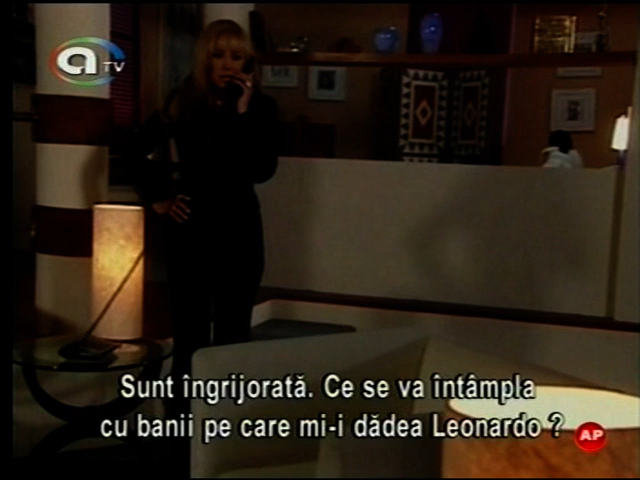 a TV
Sunt îngrijorată. Ce se va întâmpla
cu banii pe care mi-i dădea Leonardo ?
AP